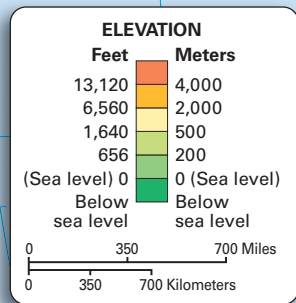 ELEVATION
Feet Meters
13,120 4,000
6,560 2,000
1,640 500
656 200
(Sea level) 0 0 (Sea level)
Below Below
sea level sea level
0 350 700 Miles
0 350 700 Kilometers